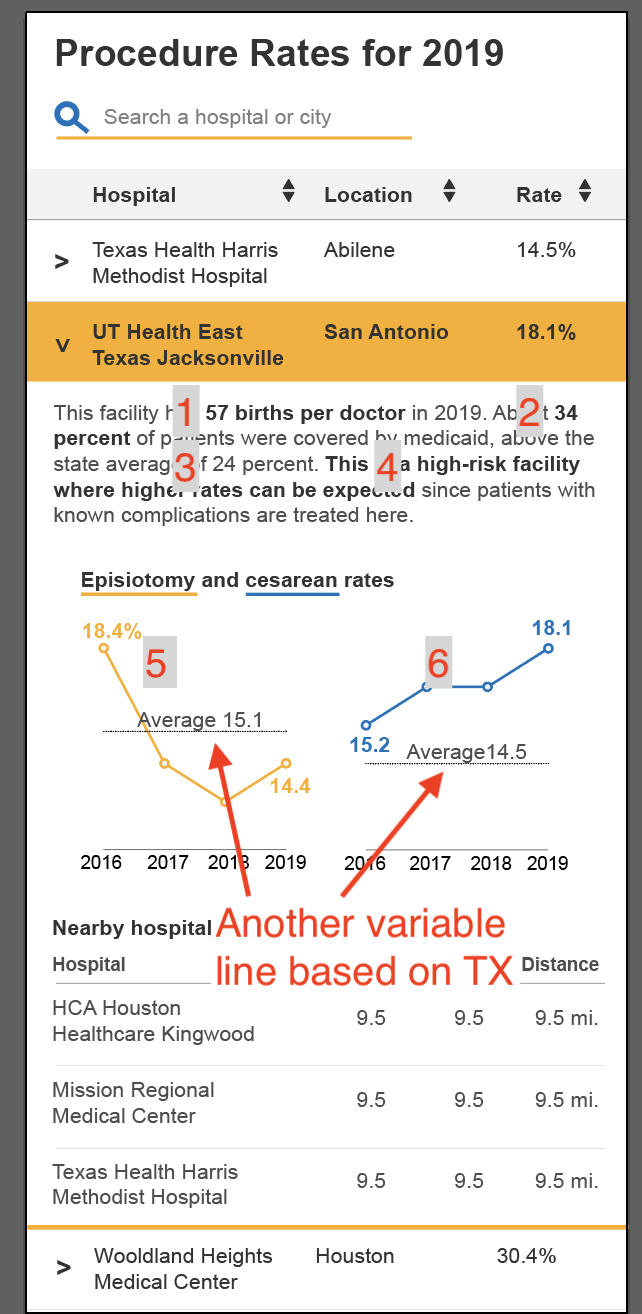 Procedure Rates for 2019
Search a hospital or city
Hospital Location Rate
> Texas Health Harris Abilene 14.5%
Methodist Hospital
v UT Health East San Antonio 18.1%
Texas Jacksonville
1 2
This facility h 57 births per doctor in 2019. Ab t 34
percent of patients were covered by medicaid, above the
3 4
state average of 24 percent. This a high-risk facility
where higher rates can be expected since patients with
known complications are treated here.
Episiotomy and cesarean rates
18.4% 18.1
5 6
Average 15.1
15.2 Average14.5
14.4
2016 2017 2018 2019 2016 2017 2018 2019
Another variable
line based on TX
Nearby hospital
Hospital Distance
HCA Houston 9.5 9.5 9.5 mi.
Healthcare Kingwood
Mission Regional 9.5 9.5 9.5 mi.
Medical Center
Texas Health Harris 9.5 9.5 9.5 mi.
Methodist Hospital
> Wooldland Heights Houston 30.4%
Medical Center